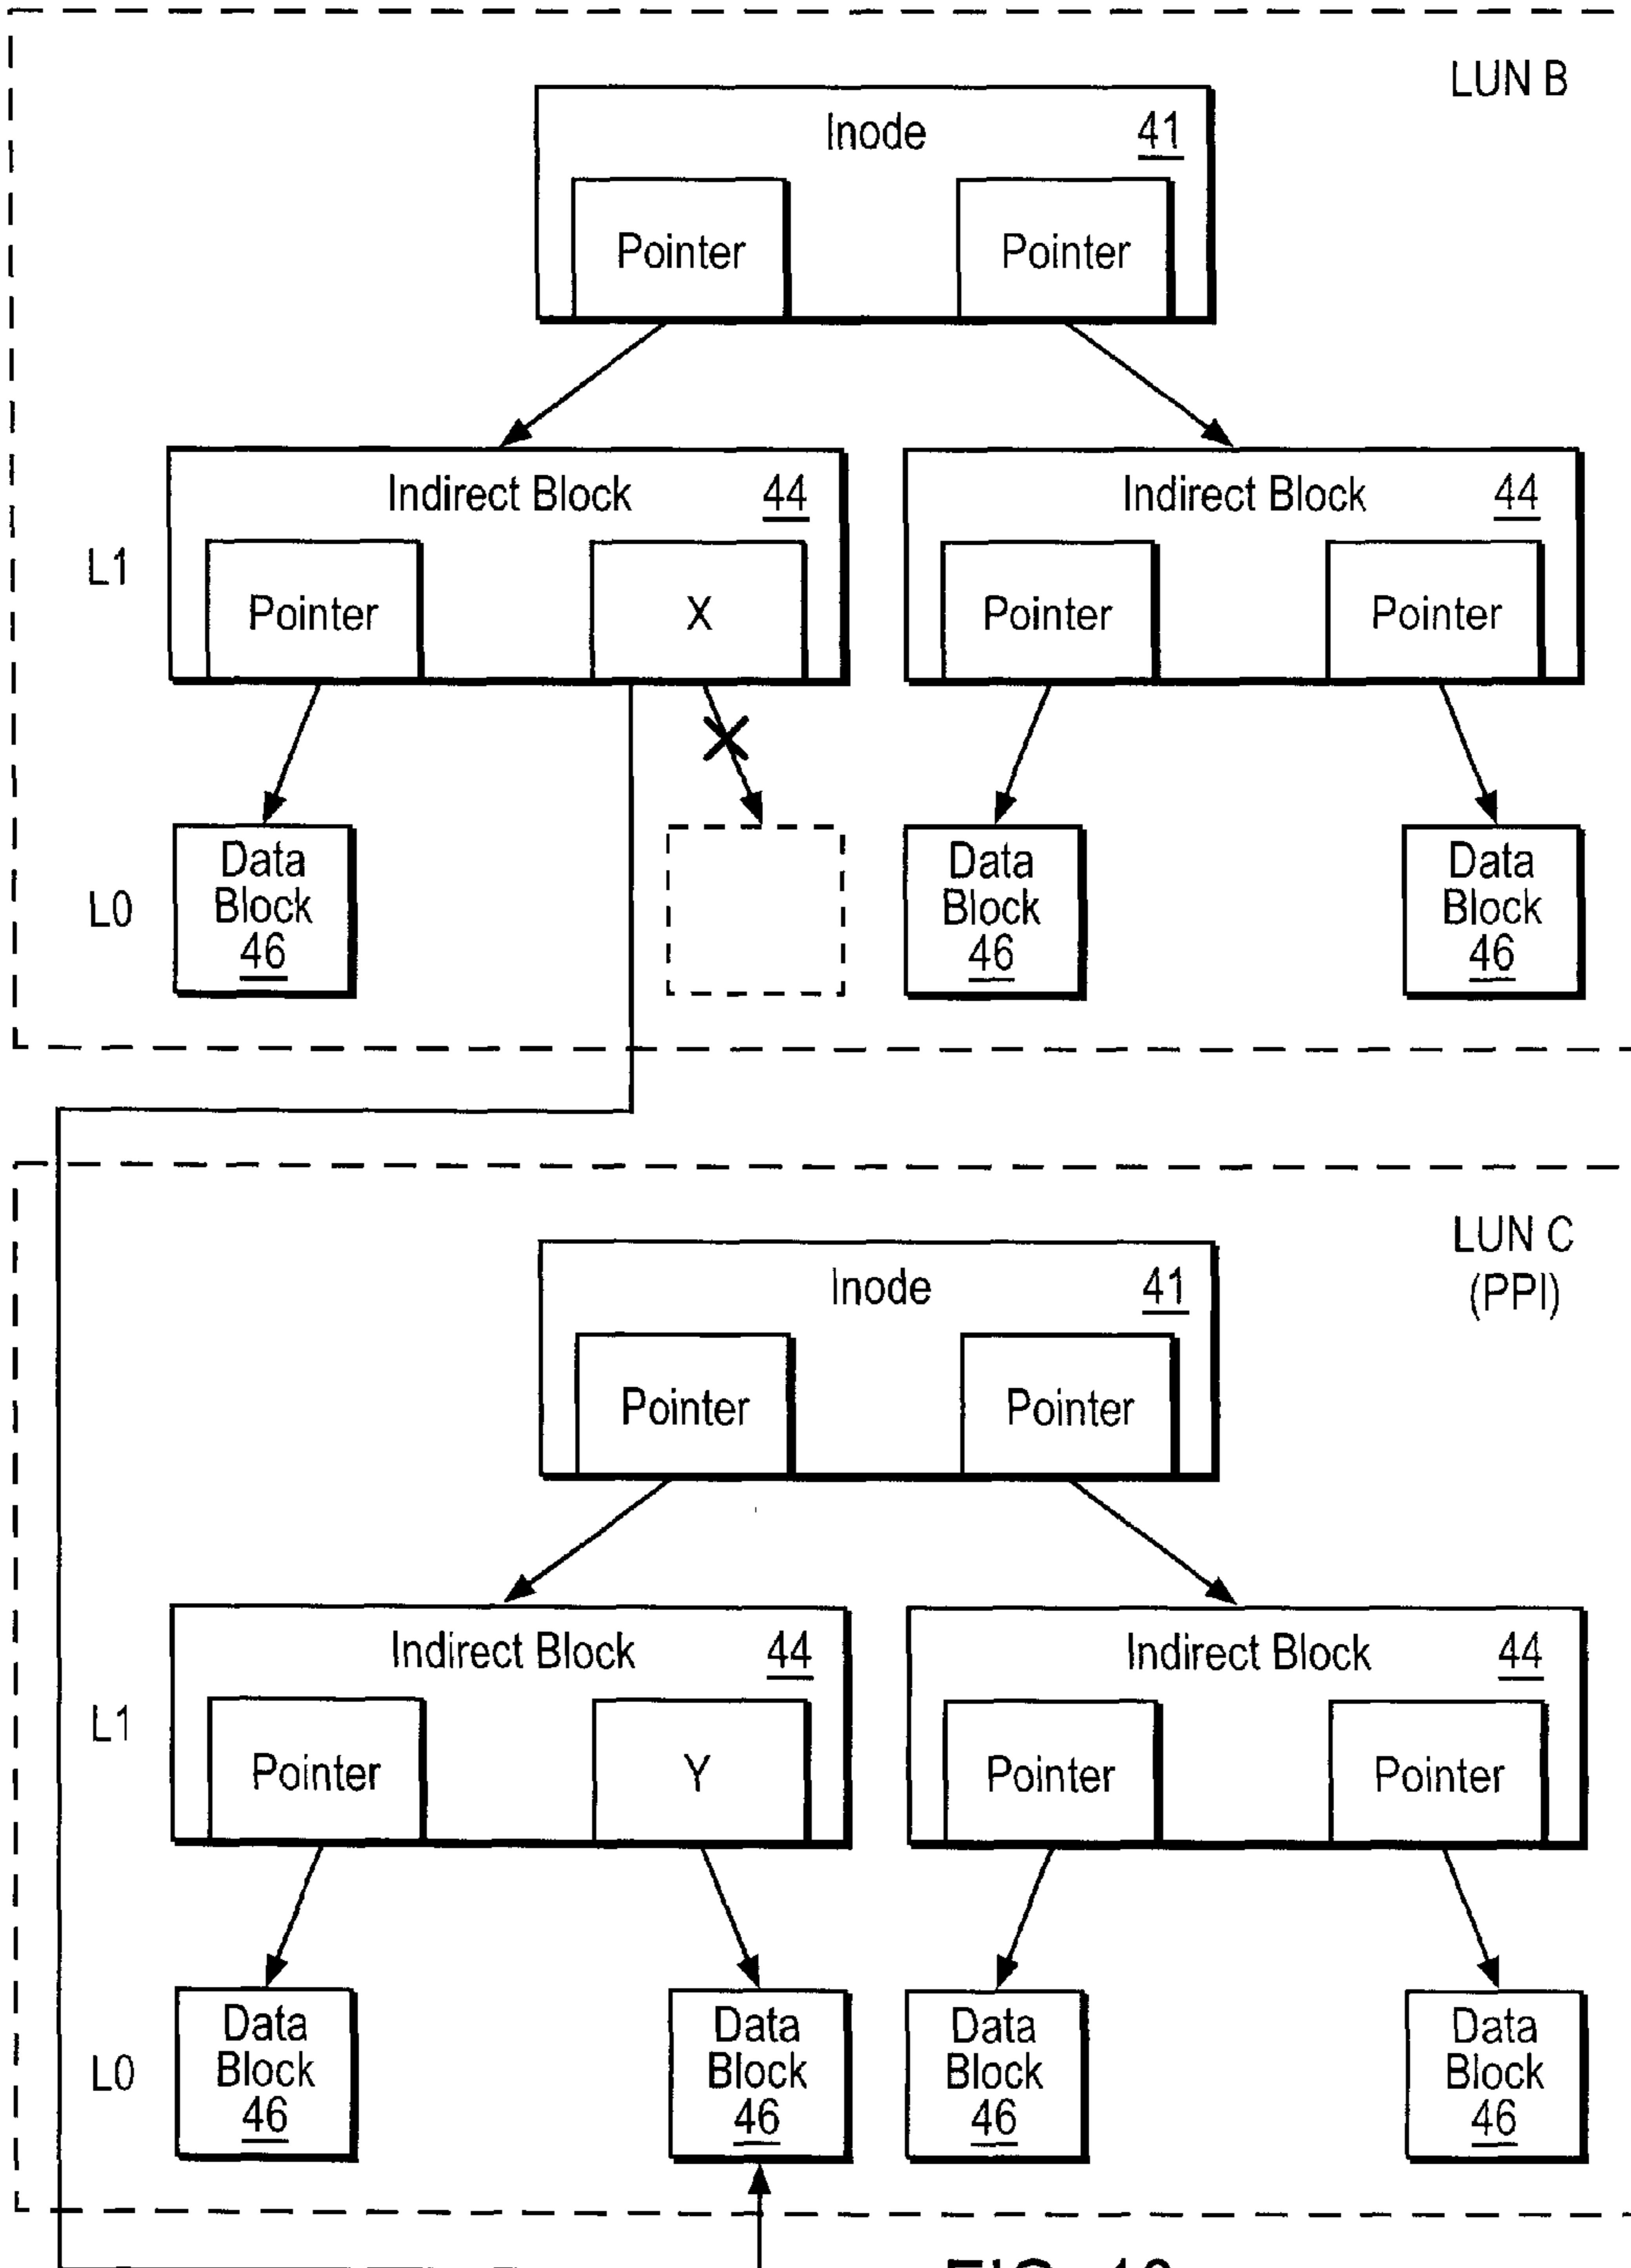 LUN B
Inode 41
Pointer Pointer
Indirect Block 44 Indirect Block 44
L1
Pointer X Pointer Pointer
Data Data Data
Block Block Block
L0
46 46 46
LUN C
(PPI)
Inode 41
Pointer Pointer
Indirect Block 44 Indirect Block 44
L1
Pointer Y Pointer Pointer
Data Data Data Data
Block Block Block Block
L0
46 46 46 46